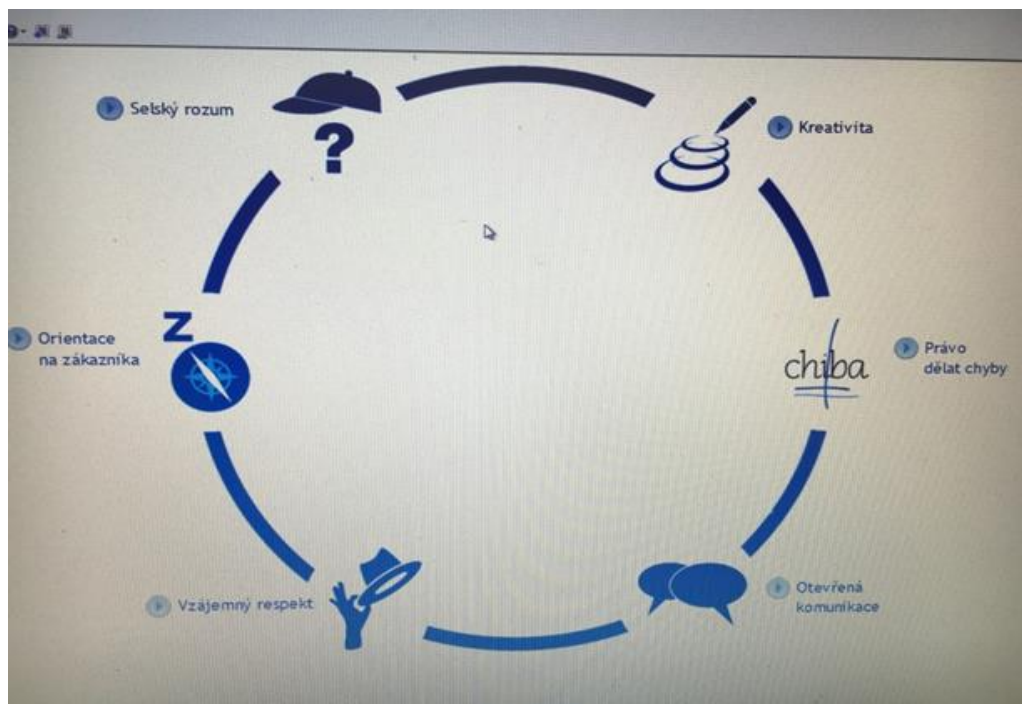 Selský rozum
?
Kreativita
Z
Orientace
na zákazníka
chiba
Právo
dělat chyby
Vzájemný respekt
Otevřená
komunikace